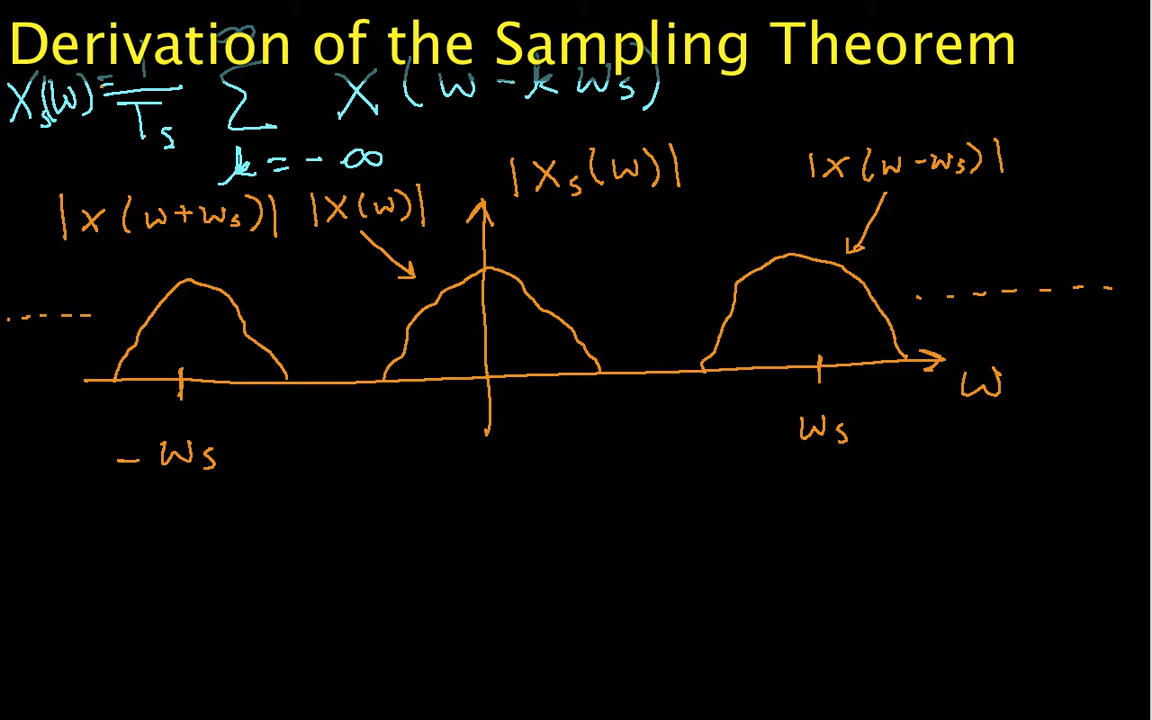 Derivation of the Sampling Theorem
∞
Xs(w) = 1/Ts Σ X(w - k ws)
k = -∞
|Xs(w)| |X(w-ws)|
|X(w+ws)| |X(w)|
w
-ws ws